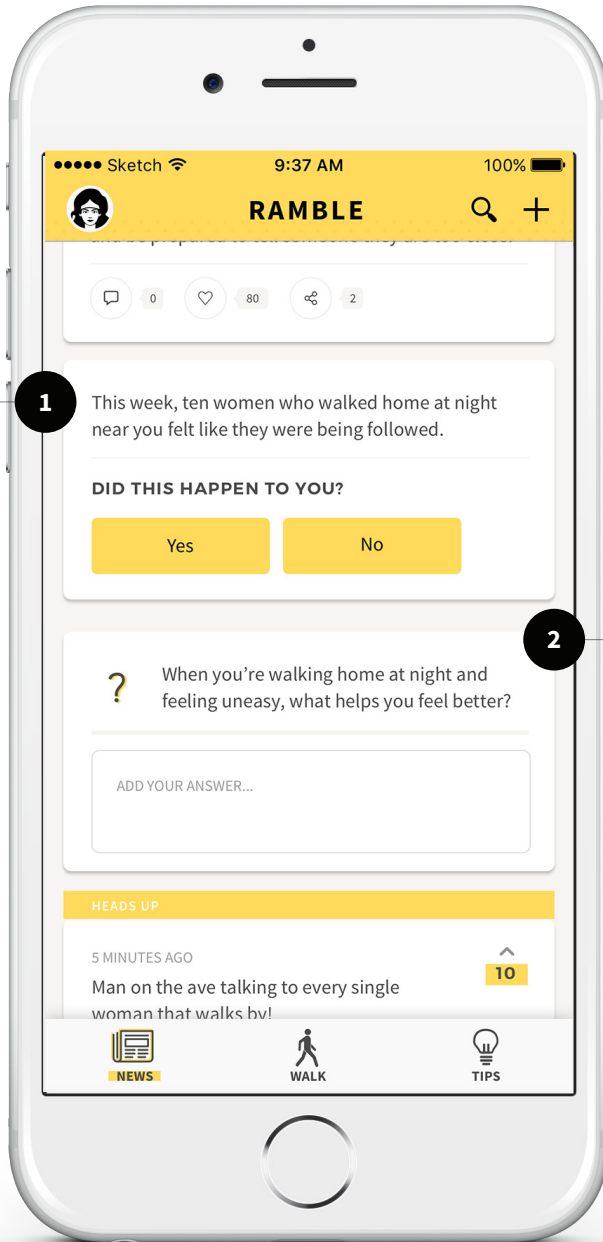 Sketch 9:37 AM 100%
RAMBLE
0 80 2
1
This week, ten women who walked home at night
near you felt like they were being followed.
DID THIS HAPPEN TO YOU?
Yes No
2
?
When you’re walking home at night and
feeling uneasy, what helps you feel better?
ADD YOUR ANSWER...
HEADS UP
5 MINUTES AGO
10
Man on the ave talking to every single
woman that walks by!
NEWS WALK TIPS